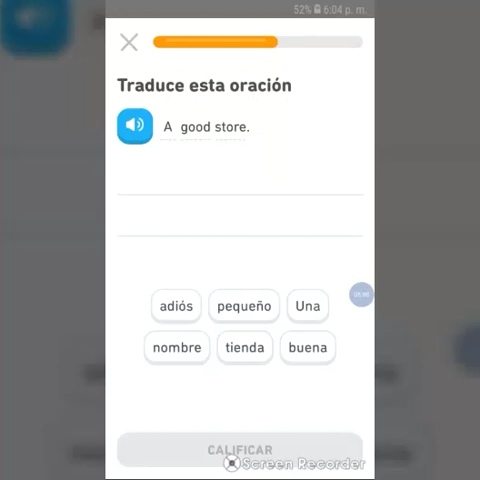 52% 6:04 p. m.
Traduce esta oración
A good store.
adiós pequeño Una
nombre tienda buena
CALIFICAR
Screen Recorder